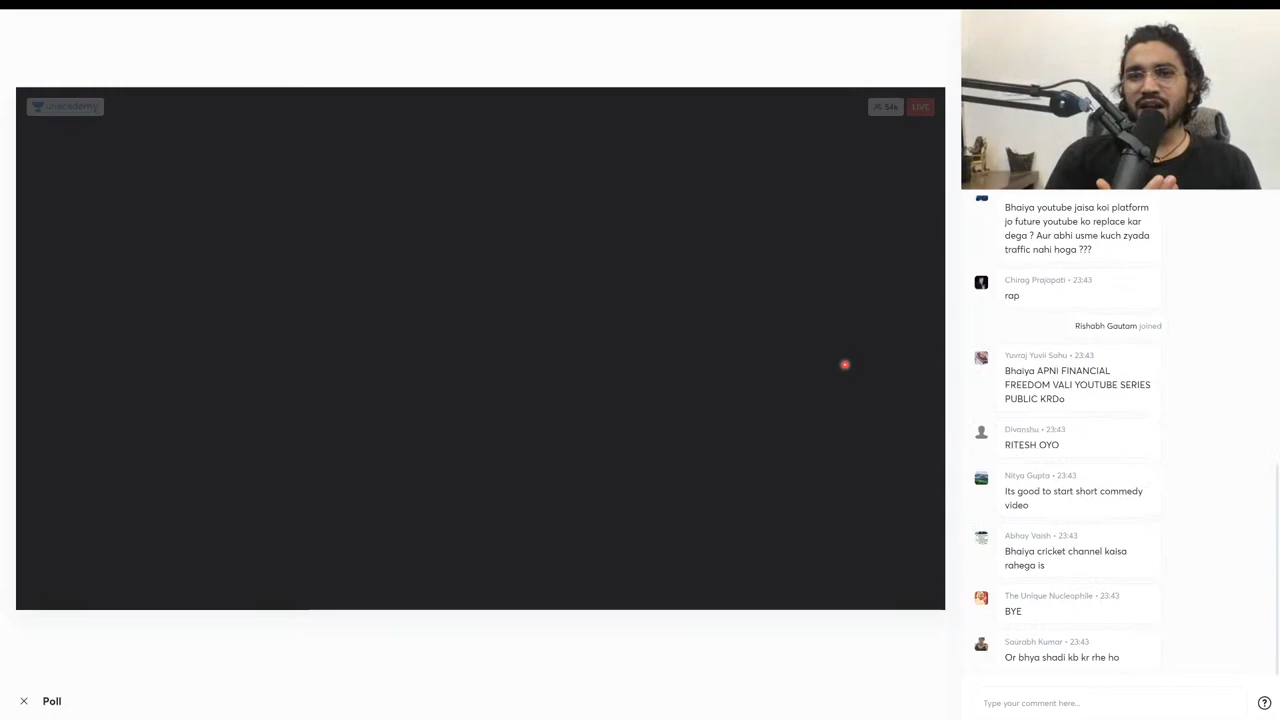 unacademy
54k
LIVE
Bhaiya youtube jaisa koi platform
jo future youtube ko replace kar
dega ? Aur abhi usme kuch zyada
traffic nahi hoga ???
Chirag Prajapati • 23:43
rap
Rishabh Gautam joined
Yuvraj Yuvii Sahu • 23:43
Bhaiya APNI FINANCIAL
FREEDOM VALI YOUTUBE SERIES
PUBLIC KRDo
Divanshu • 23:43
RITESH OYO
Nitya Gupta • 23:43
Its good to start short commedy
video
Abhay Vaish • 23:43
Bhaiya cricket channel kaisa
rahega is
The Unique Nucleophile • 23:43
BYE
Saurabh Kumar • 23:43
Or bhya shadi kb kr rhe ho
Poll
Type your comment here...